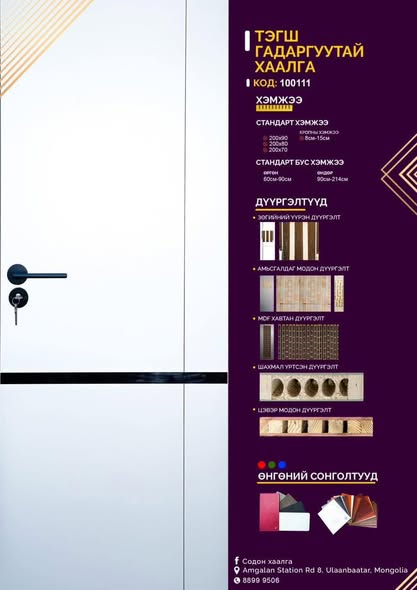 ТЭГШ
ГАДАРГУУТАЙ
ХААЛГА
КОД: 100111
ХЭМЖЭЭ
СТАНДАРТ ХЭМЖЭЭ
КРОПНЫ ХЭМЖЭЭ
200x90 8см-15см
200x80
200x70
СТАНДАРТ БУС ХЭМЖЭЭ
ӨРГӨН ӨНДӨР
60см-90см 90см-214см
ДҮҮРГЭЛТҮҮД
ЗӨГИЙНИЙ ҮҮРЭН ДҮҮРГЭЛТ
АМЬСГАЛДАГ МОДОН ДҮҮРГЭЛТ
MDF ХАВТАН ДҮҮРГЭЛТ
ШАХМАЛ ҮРТСЭН ДҮҮРГЭЛТ
ЦЭВЭР МОДОН ДҮҮРГЭЛТ
ӨНГӨНИЙ СОНГОЛТУУД
Содон хаалга
Amgalan Station Rd 8, Ulaanbaatar, Mongolia
8899 9506